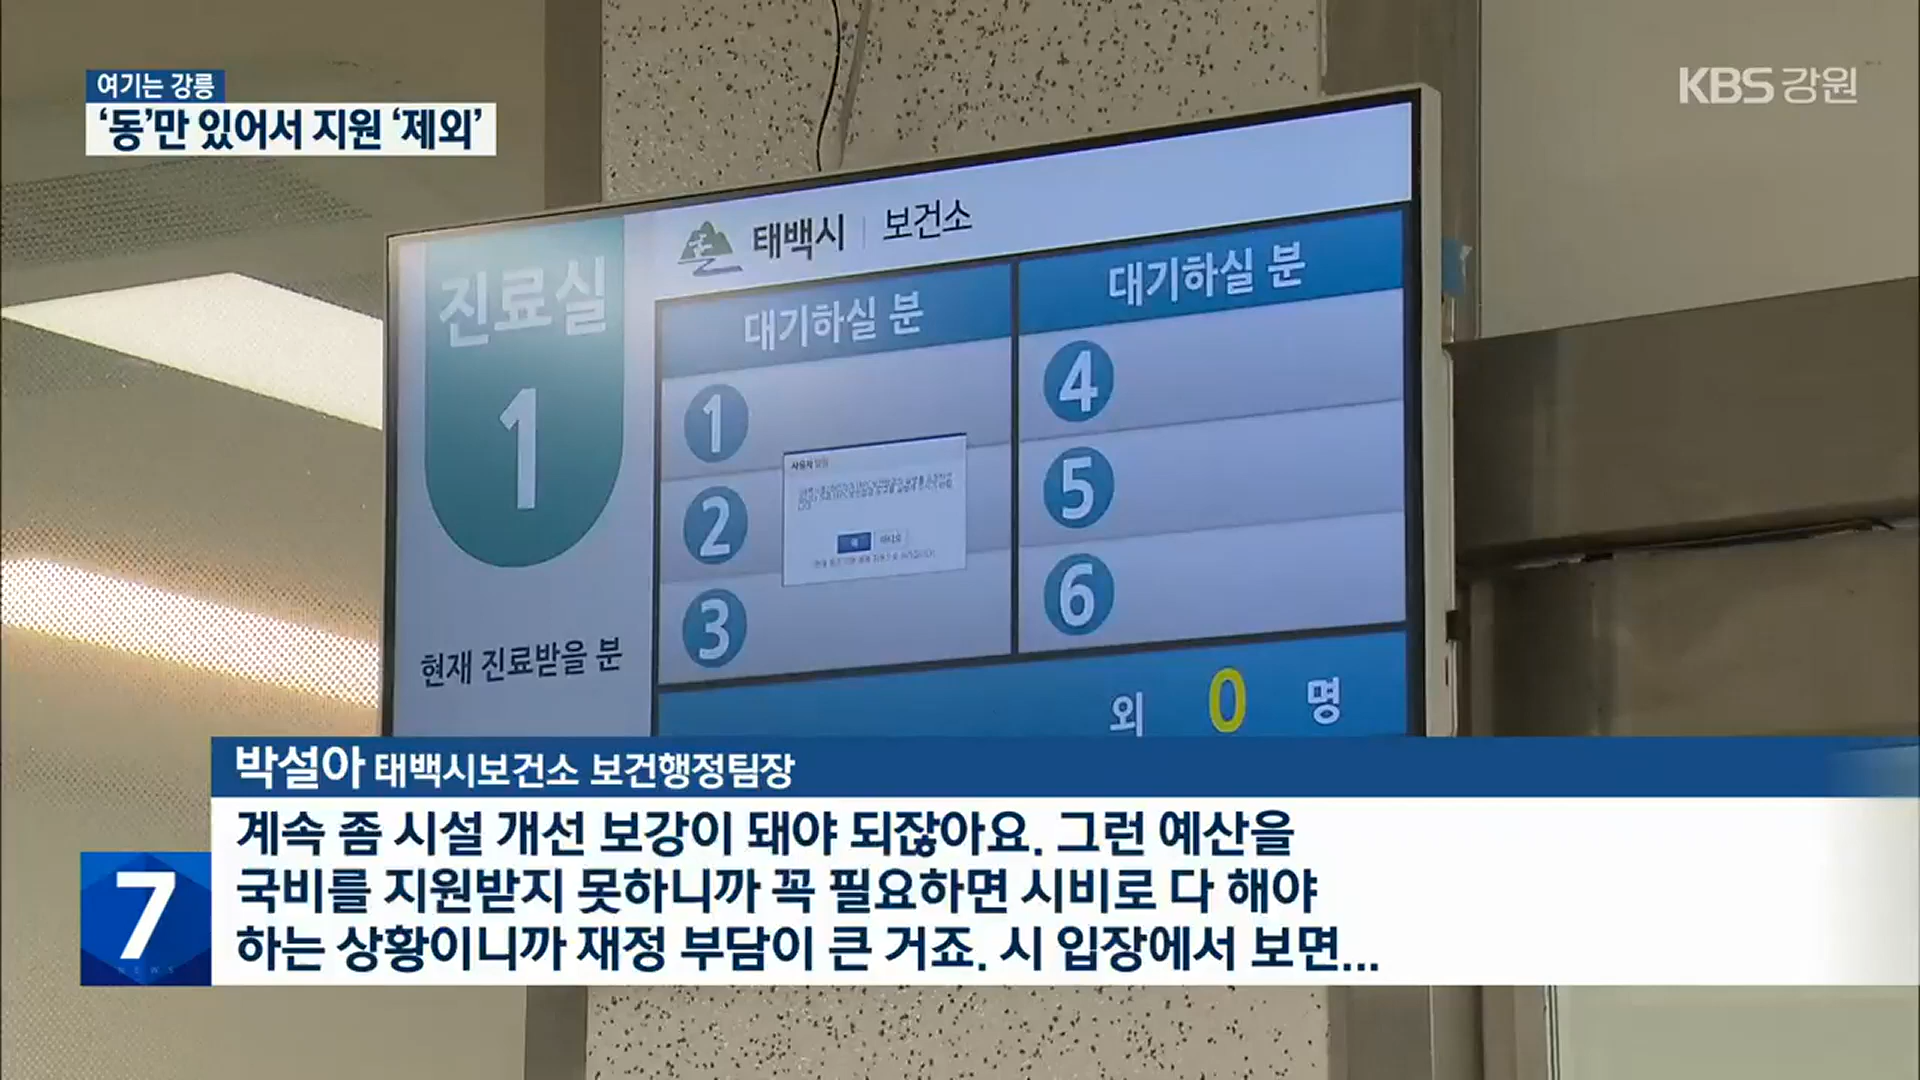 여기는 강릉
‘동’만 있어서 지원 ‘제외’
KBS 강원
태백시 | 보건소
진료실
1
현재 진료받을 분
대기하실 분
1
2
3
대기하실 분
4
5
6
외 0 명
박설아 태백시보건소 보건행정팀장
계속 좀 시설 개선 보강이 돼야 되잖아요. 그런 예산을
국비를 지원받지 못하니까 꼭 필요하면 시비로 다 해야
하는 상황이니까 재정 부담이 큰 거죠. 시 입장에서 보면...
7
NEWS